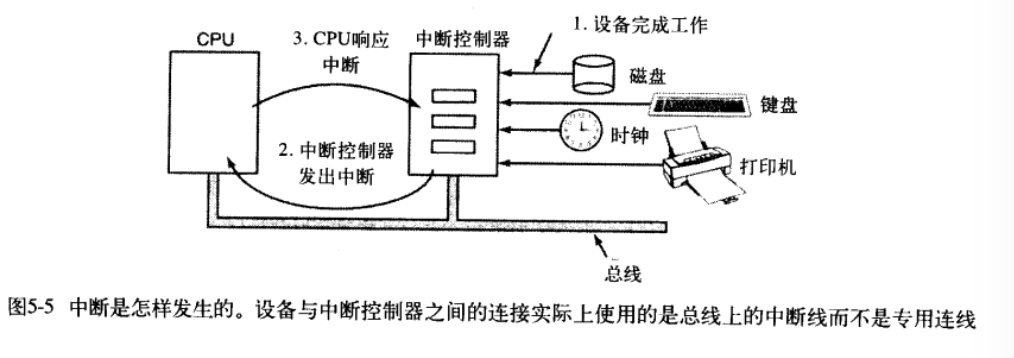 CPU
3. CPU响应
中断
中断控制器
1. 设备完成工作
磁盘
键盘
时钟
2. 中断控制器
发出中断
打印机
总线
图5-5 中断是怎样发生的。设备与中断控制器之间的连接实际上使用的是总线上的中断线而不是专用连线